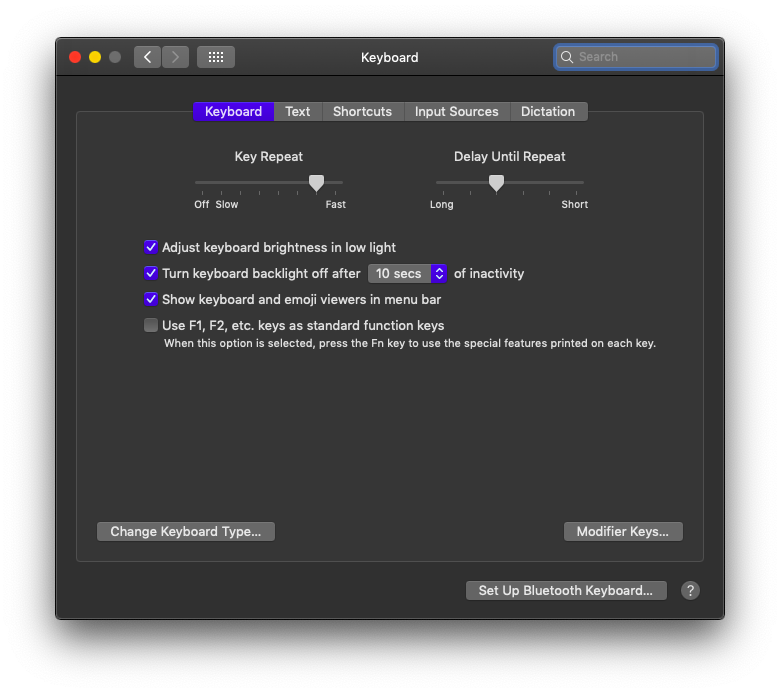 Keyboard
Search
Keyboard Text Shortcuts Input Sources Dictation
Key Repeat Delay Until Repeat
Off Slow Fast Long Short
Adjust keyboard brightness in low light
Turn keyboard backlight off after 10 secs of inactivity
Show keyboard and emoji viewers in menu bar
Use F1, F2, etc. keys as standard function keys
When this option is selected, press the Fn key to use the special features printed on each key.
Change Keyboard Type... Modifier Keys...
Set Up Bluetooth Keyboard... ?